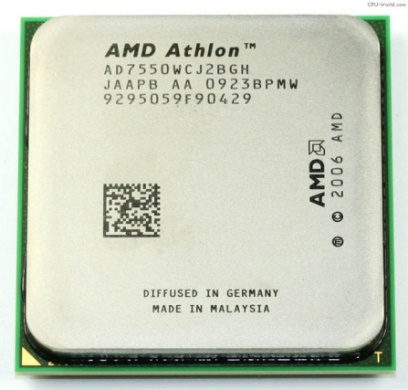 CPU-World.com
AMD Athlon™
AD7550WCJ2BGH
JAAPB AA 0923BPMW
9295059F90429
AMD
® © 2006 AMD
DIFFUSED IN GERMANY
MADE IN MALAYSIA
T